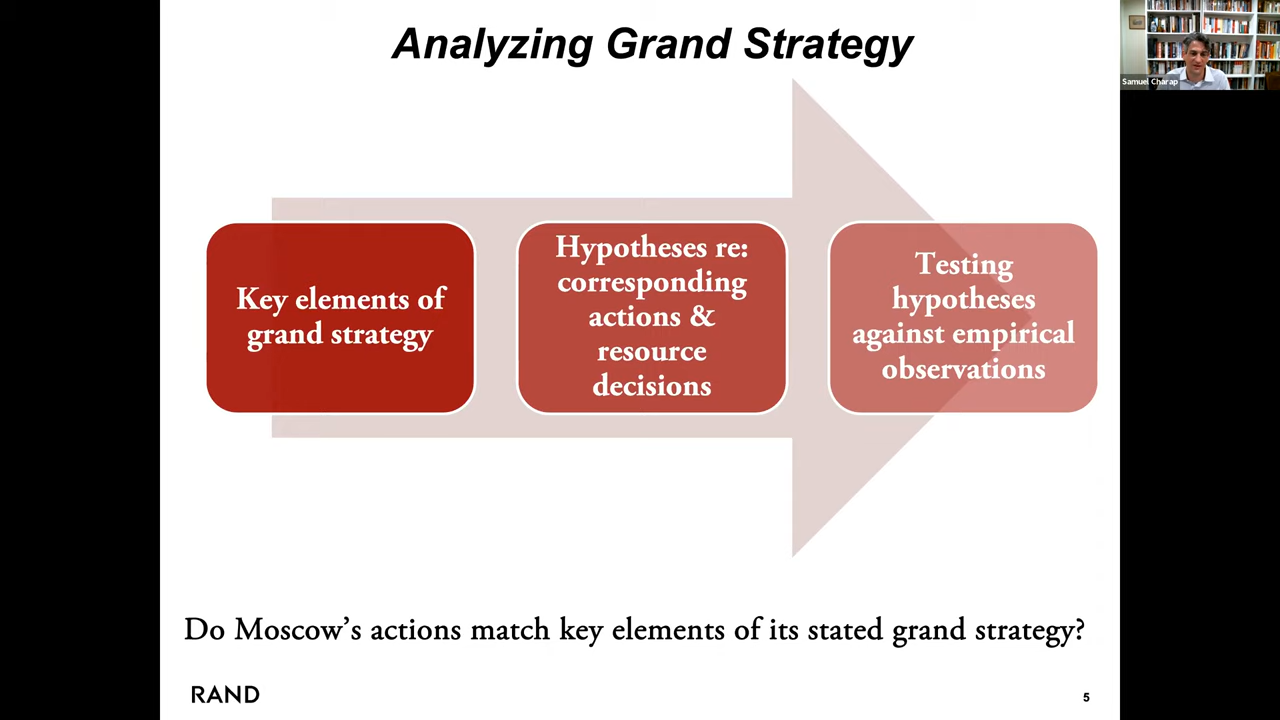 Analyzing Grand Strategy
Samuel Charap
Key elements of
grand strategy
Hypotheses re:
corresponding
actions &
resource
decisions
Testing
hypotheses
against empirical
observations
Do Moscow’s actions match key elements of its stated grand strategy?
RAND
5